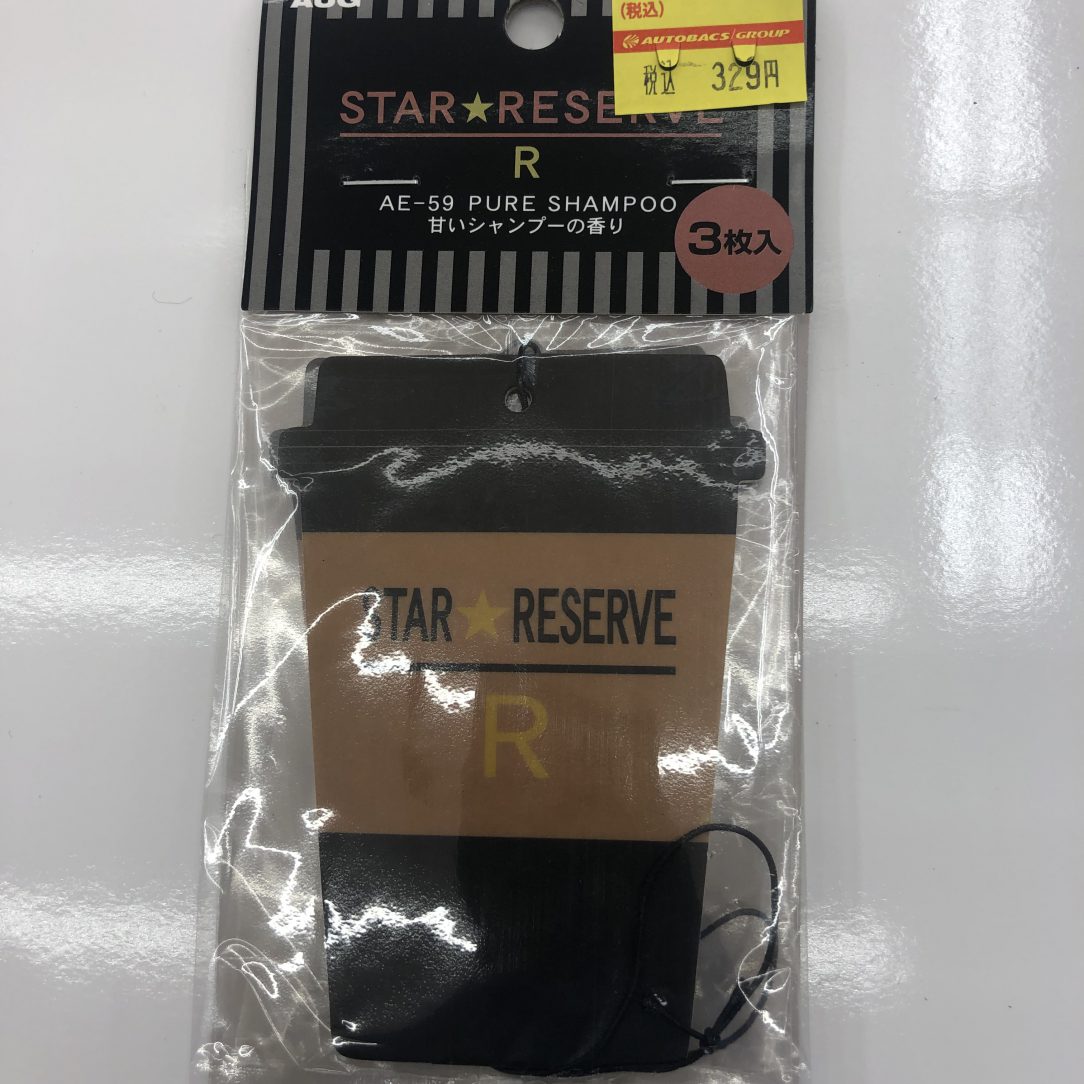 AUG
(税込)
AUTOBACS GROUP
税込 329円
STAR★RESERVE
R
AE-59 PURE SHAMPOO
甘いシャンプーの香り
3枚入
STAR★RESERVE
R